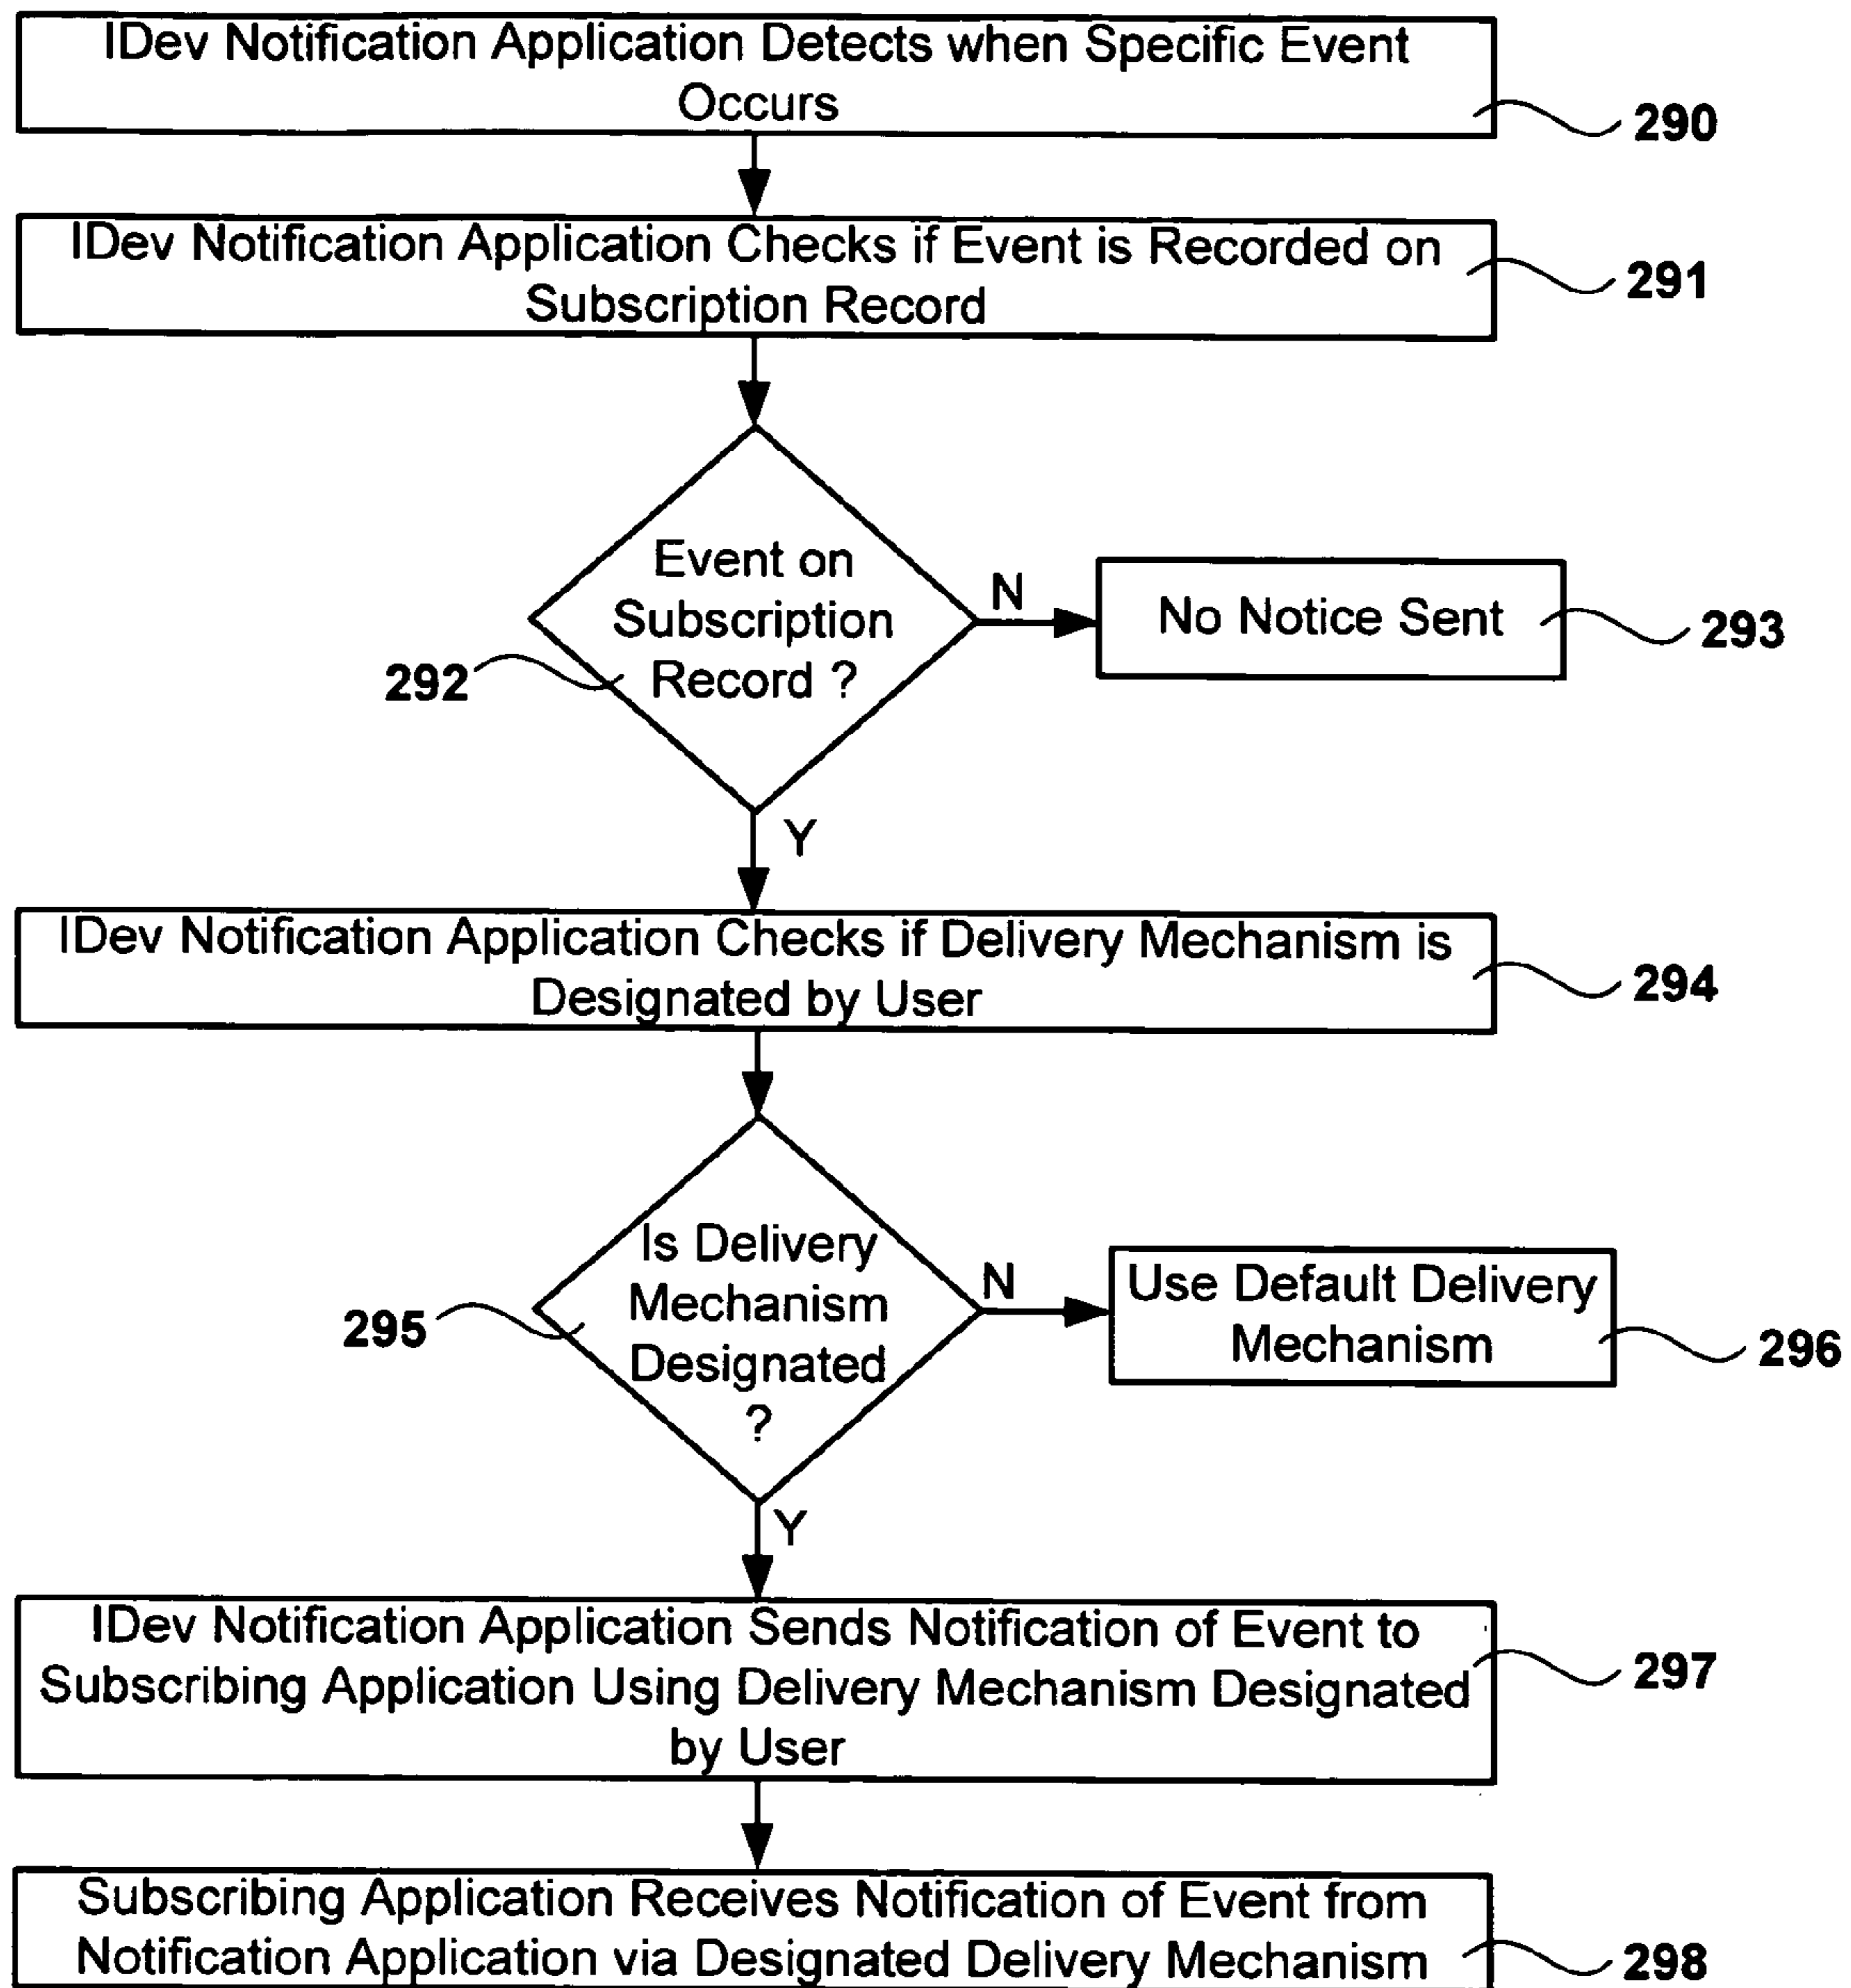 IDev Notification Application Detects when Specific Event
Occurs
290
IDev Notification Application Checks if Event is Recorded on
Subscription Record
291
Event on
Subscription
Record ?
292
N
No Notice Sent
293
Y
IDev Notification Application Checks if Delivery Mechanism is
Designated by User
294
Is Delivery
Mechanism
Designated
?
295
N
Use Default Delivery
Mechanism
296
Y
IDev Notification Application Sends Notification of Event to
Subscribing Application Using Delivery Mechanism Designated
by User
297
Subscribing Application Receives Notification of Event from
Notification Application via Designated Delivery Mechanism
298